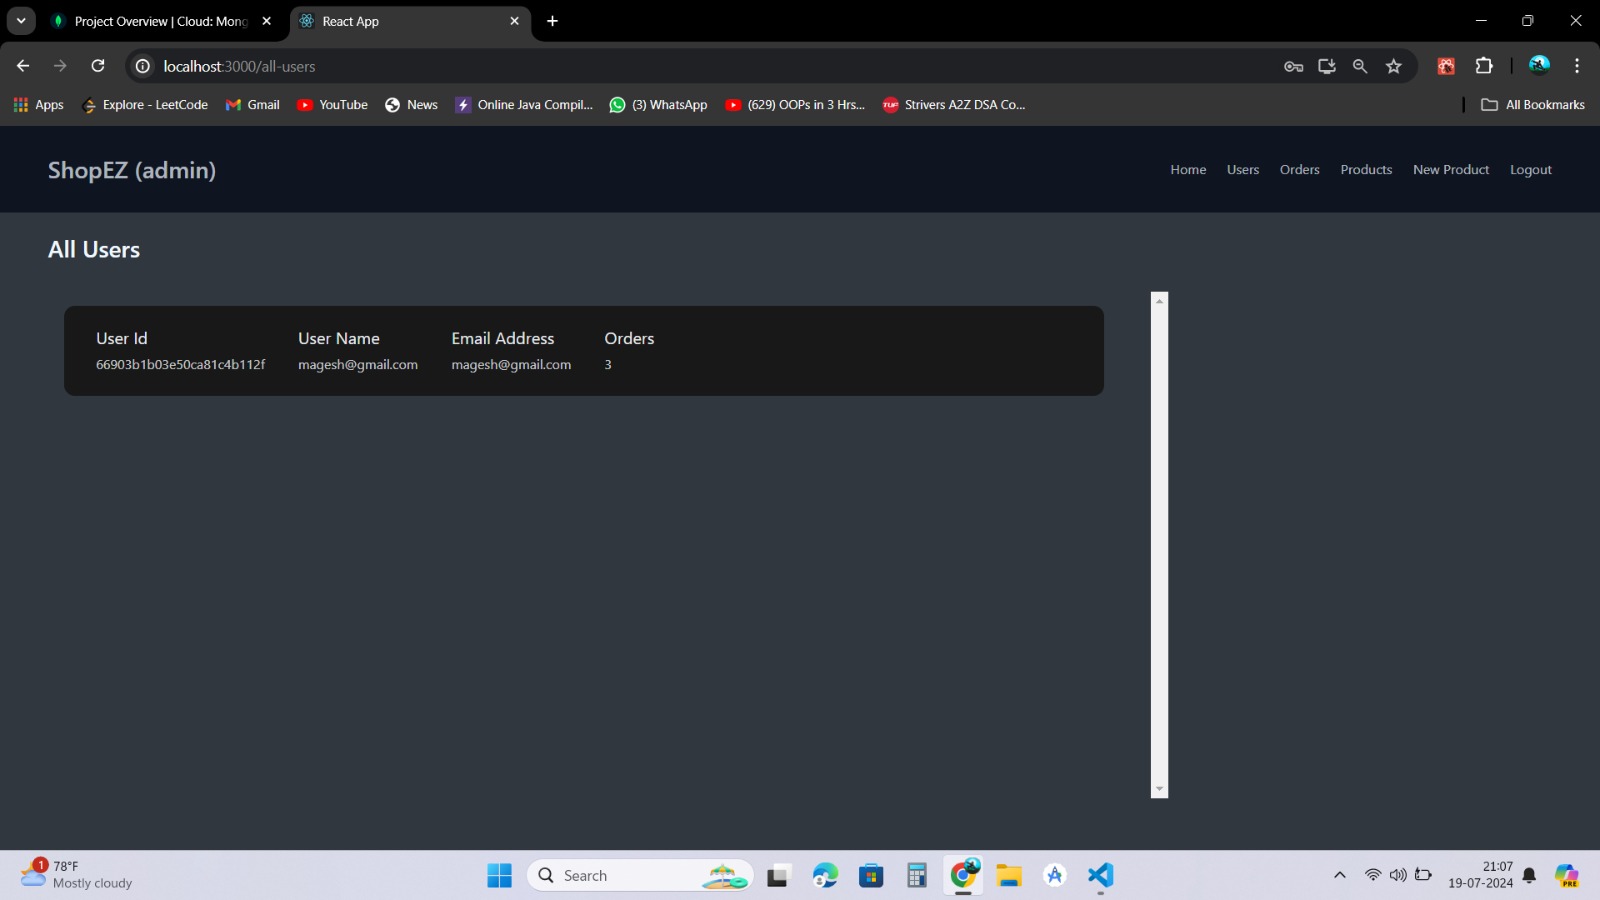 Project Overview | Cloud: Mong
React App
localhost:3000/all-users
Apps
Explore - LeetCode
Gmail
YouTube
News
Online Java Compil...
(3) WhatsApp
(629) OOPs in 3 Hrs...
TUF
Strivers A2Z DSA Co...
All Bookmarks
ShopEZ (admin)
Home
Users
Orders
Products
New Product
Logout
All Users
User Id
User Name
Email Address
Orders
66903b1b03e50ca81c4b112f
magesh@gmail.com
magesh@gmail.com
3
1
78°F
Mostly cloudy
Search
21:07
19-07-2024
PRE